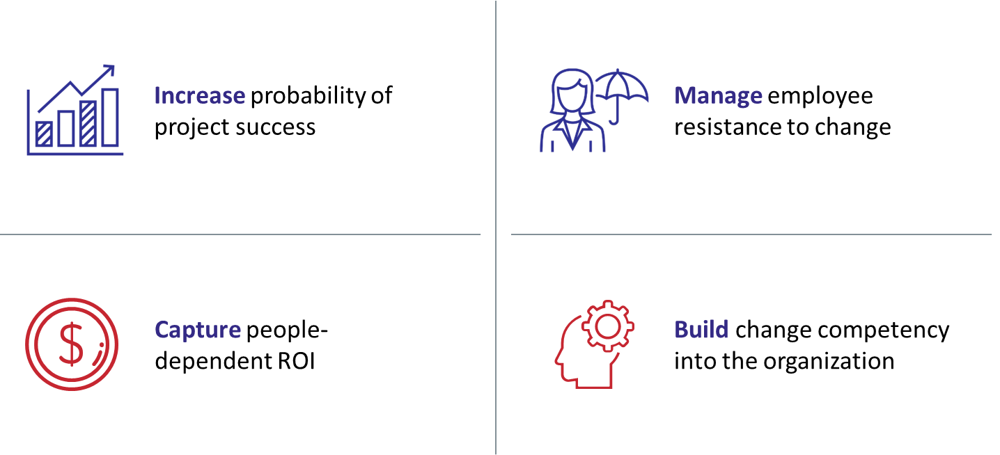 Increase probability of
project success
Manage employee
resistance to change
$
Capture people-
dependent ROI
Build change competency
into the organization